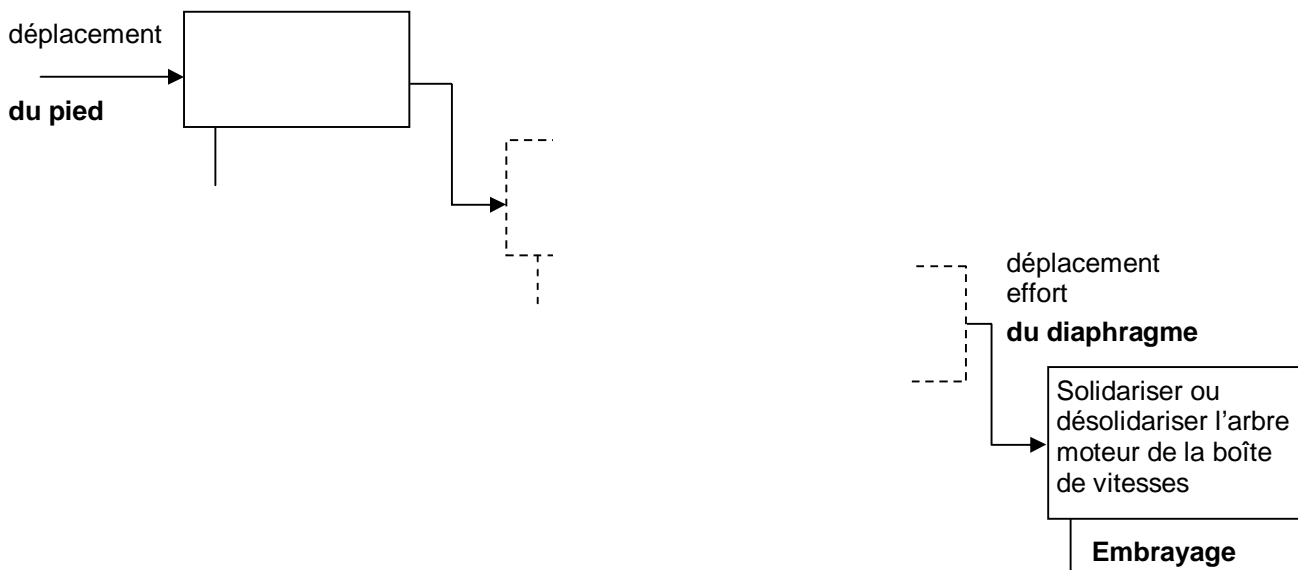 déplacement
du pied
déplacement
effort
du diaphragme
Solidariser ou
désolidariser l’arbre
moteur de la boîte
de vitesses
Embrayage